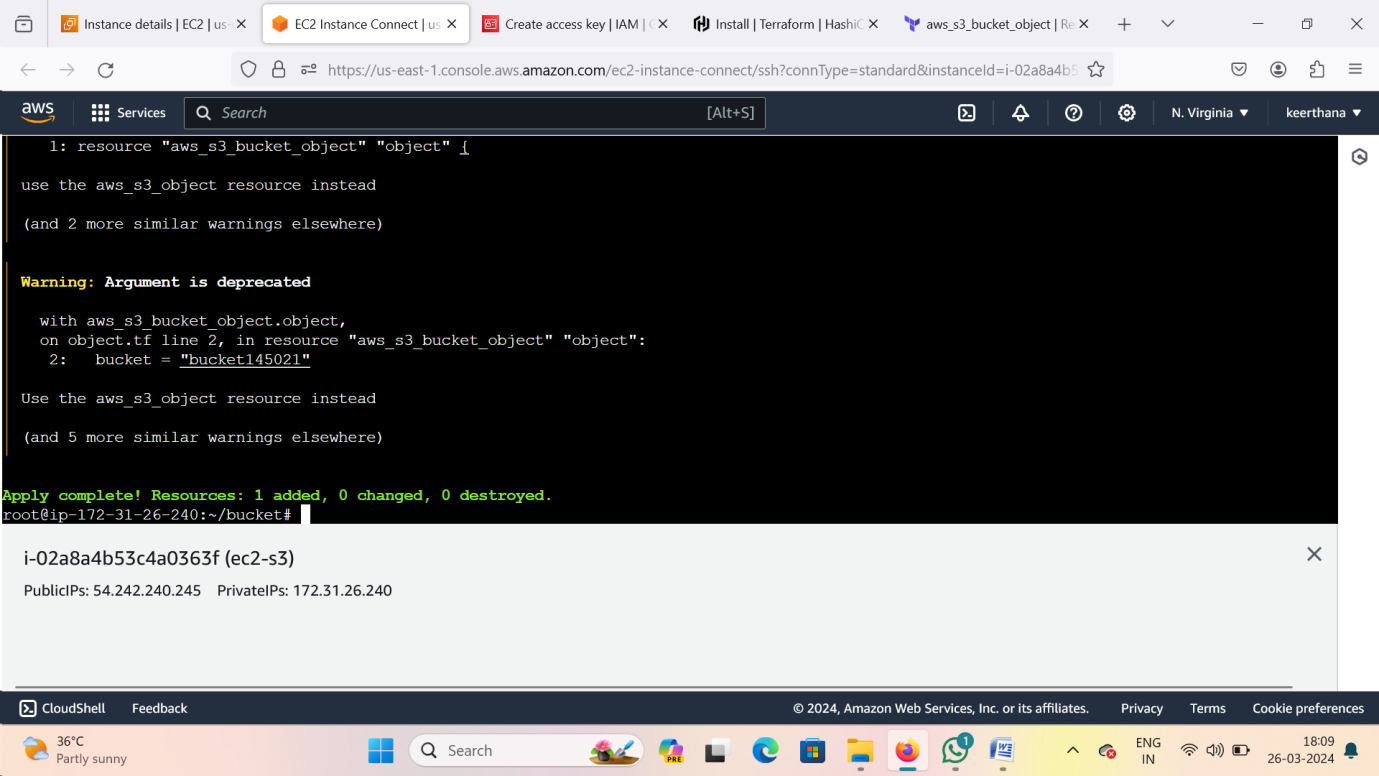 Instance details | EC2 | us-
EC2 Instance Connect | us
Create access key | IAM |
Install | Terraform | HashiC
aws_s3_bucket_object | Re
https://us-east-1.console.aws.amazon.com/ec2-instance-connect/ssh?connType=standard&instanceId=i-02a8a4b5
aws
Services
Search
[Alt+S]
N. Virginia
keerthana
1: resource "aws_s3_bucket_object" "object" {
use the aws_s3_object resource instead
(and 2 more similar warnings elsewhere)
Warning: Argument is deprecated
with aws_s3_bucket_object.object,
on object.tf line 2, in resource "aws_s3_bucket_object" "object":
2: bucket = "bucket145021"
Use the aws_s3_object resource instead
(and 5 more similar warnings elsewhere)
Apply complete! Resources: 1 added, 0 changed, 0 destroyed.
root@ip-172-31-26-240:~/bucket#
i-02a8a4b53c4a0363f (ec2-s3)
PublicIPs: 54.242.240.245 PrivateIPs: 172.31.26.240
CloudShell
Feedback
© 2024, Amazon Web Services, Inc. or its affiliates.
Privacy
Terms
Cookie preferences
36°C
Partly sunny
Search
PRE
1
ENG
IN
18:09
26-03-2024